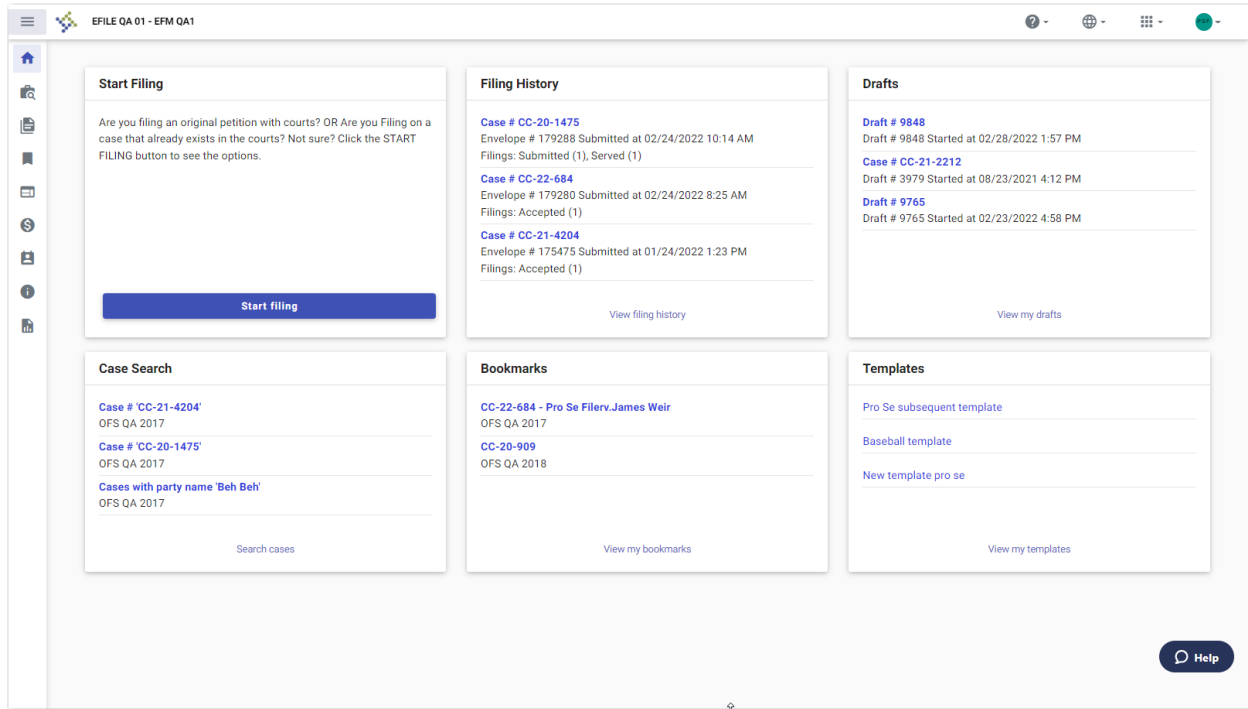 EFILE QA 01 - EFM QA1
Start Filing
Are you filing an original petition with courts? OR Are you Filing on a
case that already exists in the courts? Not sure? Click the START
FILING button to see the options.
Start filing
Filing History
Case # CC-20-1475
Envelope # 179288 Submitted at 02/24/2022 10:14 AM
Filings: Submitted (1), Served (1)
Case # CC-22-684
Envelope # 179280 Submitted at 02/24/2022 8:25 AM
Filings: Accepted (1)
Case # CC-21-4204
Envelope # 175475 Submitted at 01/24/2022 1:23 PM
Filings: Accepted (1)
View filing history
Drafts
Draft # 9848
Draft # 9848 Started at 02/28/2022 1:57 PM
Case # CC-21-2212
Draft # 3979 Started at 08/23/2021 4:12 PM
Draft # 9765
Draft # 9765 Started at 02/23/2022 4:58 PM
View my drafts
Case Search
Case # 'CC-21-4204'
OFS QA 2017
Case # 'CC-20-1475'
OFS QA 2017
Cases with party name 'Beh Beh'
OFS QA 2017
Search cases
Bookmarks
CC-22-684 - Pro Se Filerv.James Weir
OFS QA 2017
CC-20-909
OFS QA 2018
View my bookmarks
Templates
Pro Se subsequent template
Baseball template
New template pro se
View my templates
Help